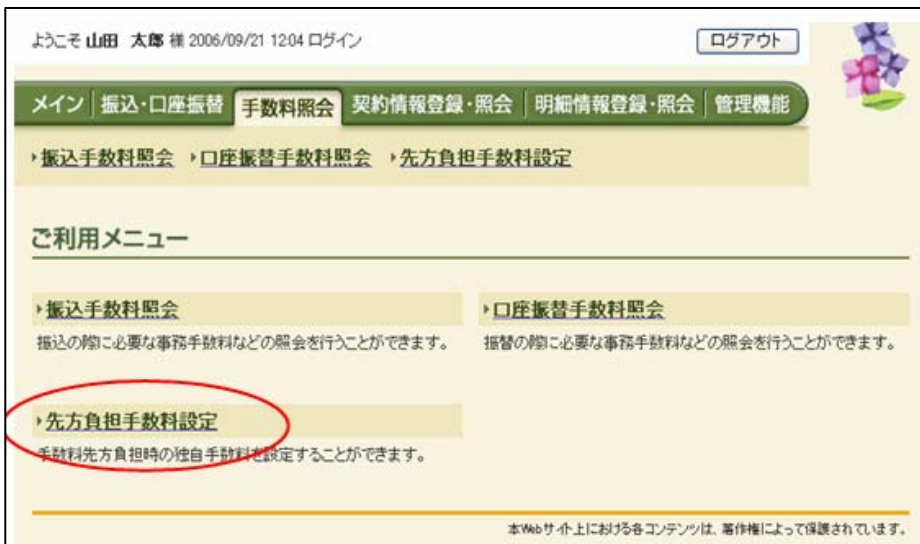 ようこそ 山田　太郎 様 2006/09/21 12:04 ログイン
ログアウト
メイン 振込・口座振替 手数料照会 契約情報登録・照会 明細情報登録・照会 管理機能
振込手数料照会 口座振替手数料照会 先方負担手数料設定
ご利用メニュー
振込手数料照会 口座振替手数料照会
振込の際に必要な事務手数料などの照会を行うことができます。 振替の際に必要な事務手数料などの照会を行うことができます。
先方負担手数料設定
手数料先方負担時の独自手数料を設定することができます。
本Webサイト上における各コンテンツは、著作権によって保護されています。